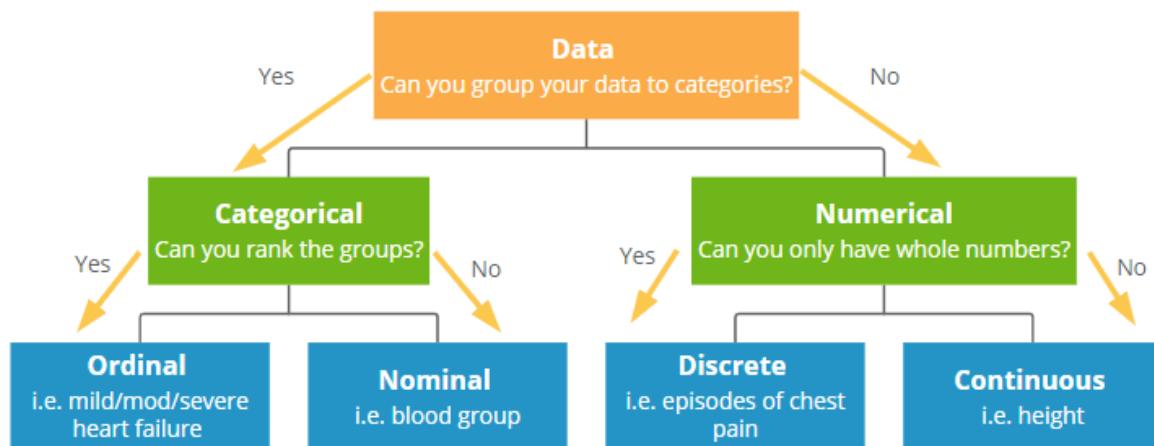 Data
Can you group your data to categories?
Yes
No
Categorical
Can you rank the groups?
Numerical
Can you only have whole numbers?
Yes
No
Yes
No
Ordinal
i.e. mild/mod/severe
heart failure
Nominal
i.e. blood group
Discrete
i.e. episodes of chest
pain
Continuous
i.e. height